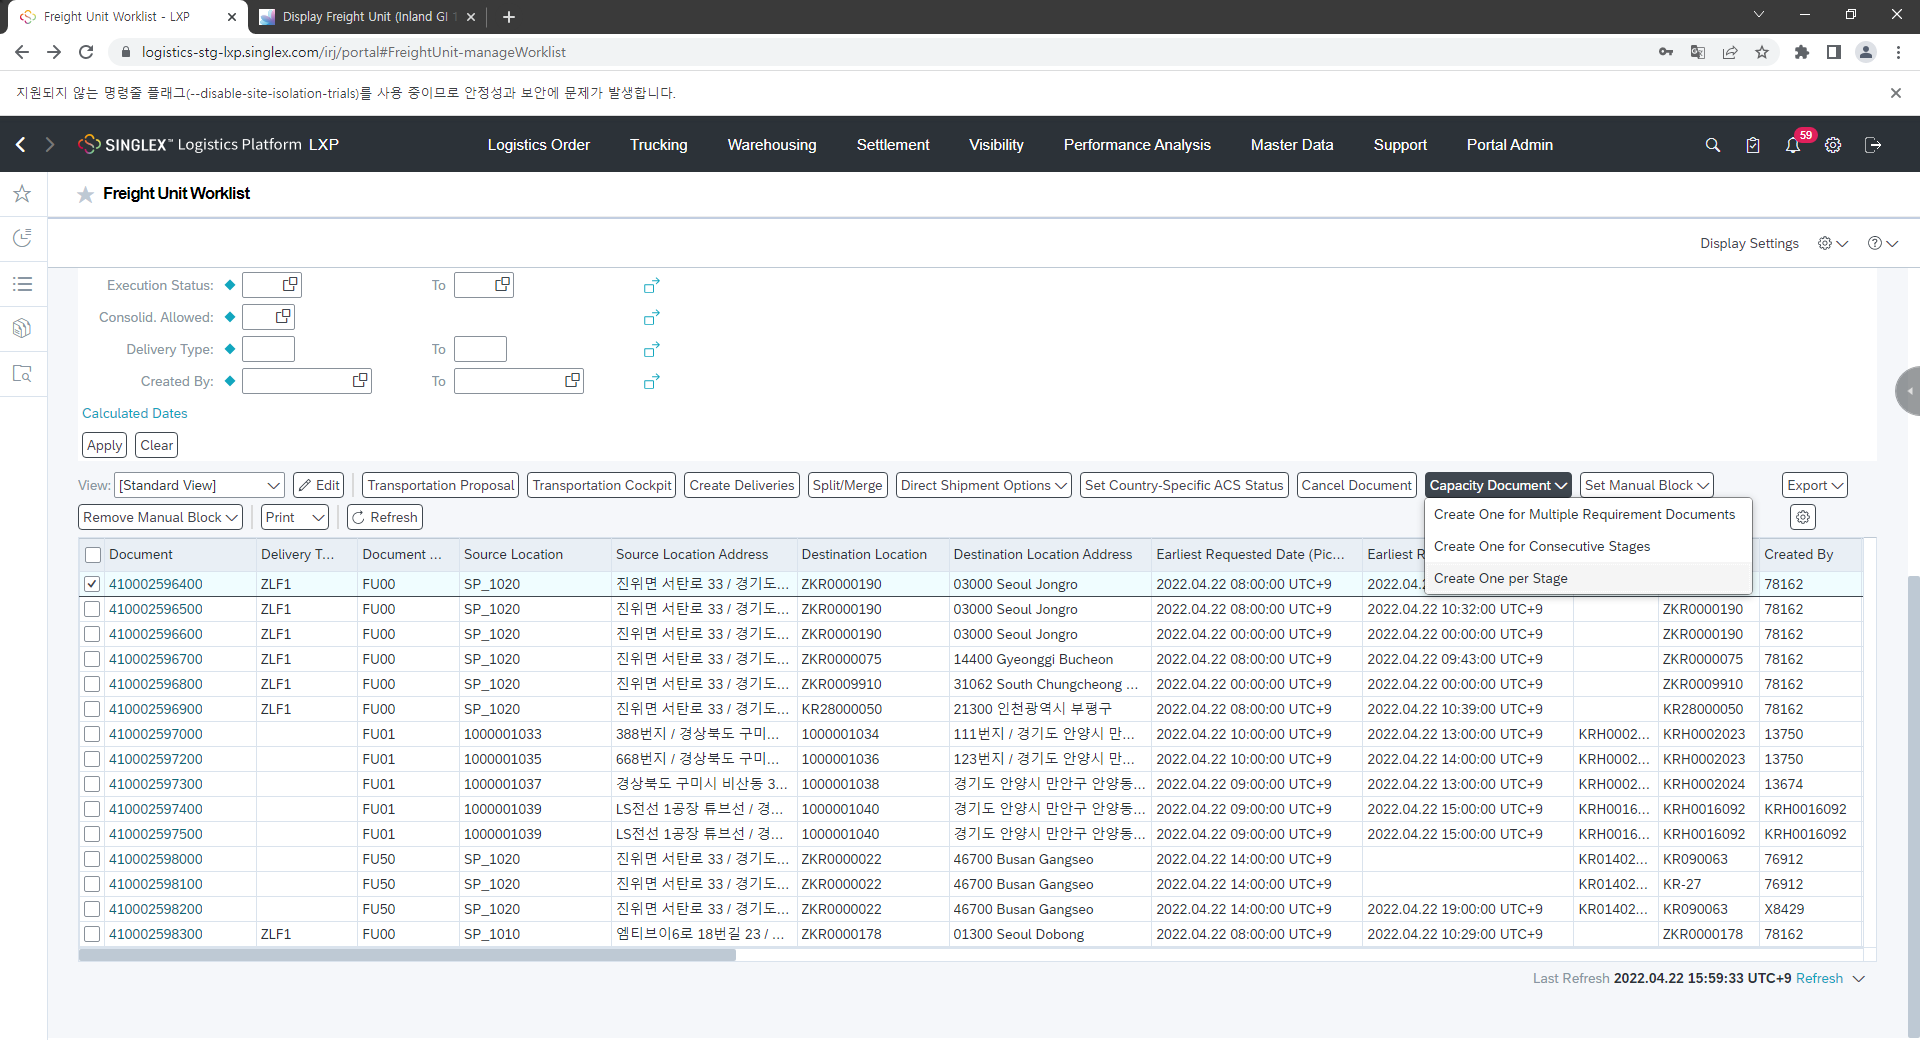 Freight Unit Worklist - LXP
Display Freight Unit (Inland GI 1
logistics-stg-lxp.singlex.com/irj/portal#FreightUnit-manageWorklist
지원되지 않는 명령줄 플래그(--disable-site-isolation-trials)를 사용 중이므로 안정성과 보안에 문제가 발생합니다.
SINGLEX™ Logistics Platform LXP
Logistics Order Trucking Warehousing Settlement Visibility Performance Analysis Master Data Support Portal Admin
59
Freight Unit Worklist
Display Settings
Execution Status: To
Consolid. Allowed:
Delivery Type: To
Created By: To
Calculated Dates
Apply Clear
View: [Standard View] Edit Transportation Proposal Transportation Cockpit Create Deliveries Split/Merge Direct Shipment Options Set Country-Specific ACS Status Cancel Document Capacity Document Set Manual Block Export
Remove Manual Block Print Refresh
Create One for Multiple Requirement Documents
Create One for Consecutive Stages
Create One per Stage
Document Delivery T... Document ... Source Location Source Location Address Destination Location Destination Location Address Earliest Requested Date (Pic... Earliest R Created By
410002596400 ZLF1 FU00 SP_1020 진위면 서탄로 33 / 경기도... ZKR0000190 03000 Seoul Jongro 2022.04.22 08:00:00 UTC+9 2022.04. 78162
410002596500 ZLF1 FU00 SP_1020 진위면 서탄로 33 / 경기도... ZKR0000190 03000 Seoul Jongro 2022.04.22 08:00:00 UTC+9 2022.04.22 10:32:00 UTC+9 ZKR0000190 78162
410002596600 ZLF1 FU00 SP_1020 진위면 서탄로 33 / 경기도... ZKR0000190 03000 Seoul Jongro 2022.04.22 08:00:00 UTC+9 2022.04.22 00:00:00 UTC+9 ZKR0000190 78162
410002596700 ZLF1 FU00 SP_1020 진위면 서탄로 33 / 경기도... ZKR0000075 14400 Gyeonggi Bucheon 2022.04.22 08:00:00 UTC+9 2022.04.22 09:43:00 UTC+9 ZKR0000075 78162
410002596800 ZLF1 FU00 SP_1020 진위면 서탄로 33 / 경기도... ZKR0009910 31062 South Chungcheong ... 2022.04.22 00:00:00 UTC+9 2022.04.22 00:00:00 UTC+9 ZKR0009910 78162
410002596900 ZLF1 FU00 SP_1020 진위면 서탄로 33 / 경기도... KR28000050 21300 인천광역시 부평구 2022.04.22 08:00:00 UTC+9 2022.04.22 10:39:00 UTC+9 KR28000050 78162
410002597000 FU01 1000001033 388번지 / 경상북도 구미... 1000001034 111번지 / 경기도 안양시 만... 2022.04.22 10:00:00 UTC+9 2022.04.22 13:00:00 UTC+9 KRH0002... KRH0002023 13750
410002597200 FU01 1000001035 668번지 / 경상북도 구미... 1000001036 123번지 / 경기도 안양시 만... 2022.04.22 10:00:00 UTC+9 2022.04.22 14:00:00 UTC+9 KRH0002... KRH0002023 13750
410002597300 FU01 1000001037 경상북도 구미시 비산동 3... 1000001038 경기도 안양시 만안구 안양동... 2022.04.22 09:00:00 UTC+9 2022.04.22 13:00:00 UTC+9 KRH0002... KRH0002024 13674
410002597400 FU01 1000001039 LS전선 1공장 튜브선 / 경... 1000001040 경기도 안양시 만안구 안양동... 2022.04.22 09:00:00 UTC+9 2022.04.22 15:00:00 UTC+9 KRH0016... KRH0016092 KRH0016092
410002597500 FU01 1000001039 LS전선 1공장 튜브선 / 경... 1000001040 경기도 안양시 만안구 안양동... 2022.04.22 09:00:00 UTC+9 2022.04.22 15:00:00 UTC+9 KRH0016... KRH0016092 KRH0016092
410002598000 FU50 SP_1020 진위면 서탄로 33 / 경기도... ZKR0000022 46700 Busan Gangseo 2022.04.22 14:00:00 UTC+9 KR01402... KR090063 76912
410002598100 FU50 SP_1020 진위면 서탄로 33 / 경기도... ZKR0000022 46700 Busan Gangseo 2022.04.22 14:00:00 UTC+9 KR01402... KR-27 76912
410002598200 FU50 SP_1020 진위면 서탄로 33 / 경기도... ZKR0000022 46700 Busan Gangseo 2022.04.22 14:00:00 UTC+9 2022.04.22 19:00:00 UTC+9 KR01402... KR090063 X8429
410002598300 ZLF1 FU00 SP_1010 엠티브이6로 18번길 23 / ... ZKR0000178 01300 Seoul Dobong 2022.04.22 08:00:00 UTC+9 2022.04.22 10:29:00 UTC+9 ZKR0000178 78162
Last Refresh 2022.04.22 15:59:33 UTC+9 Refresh